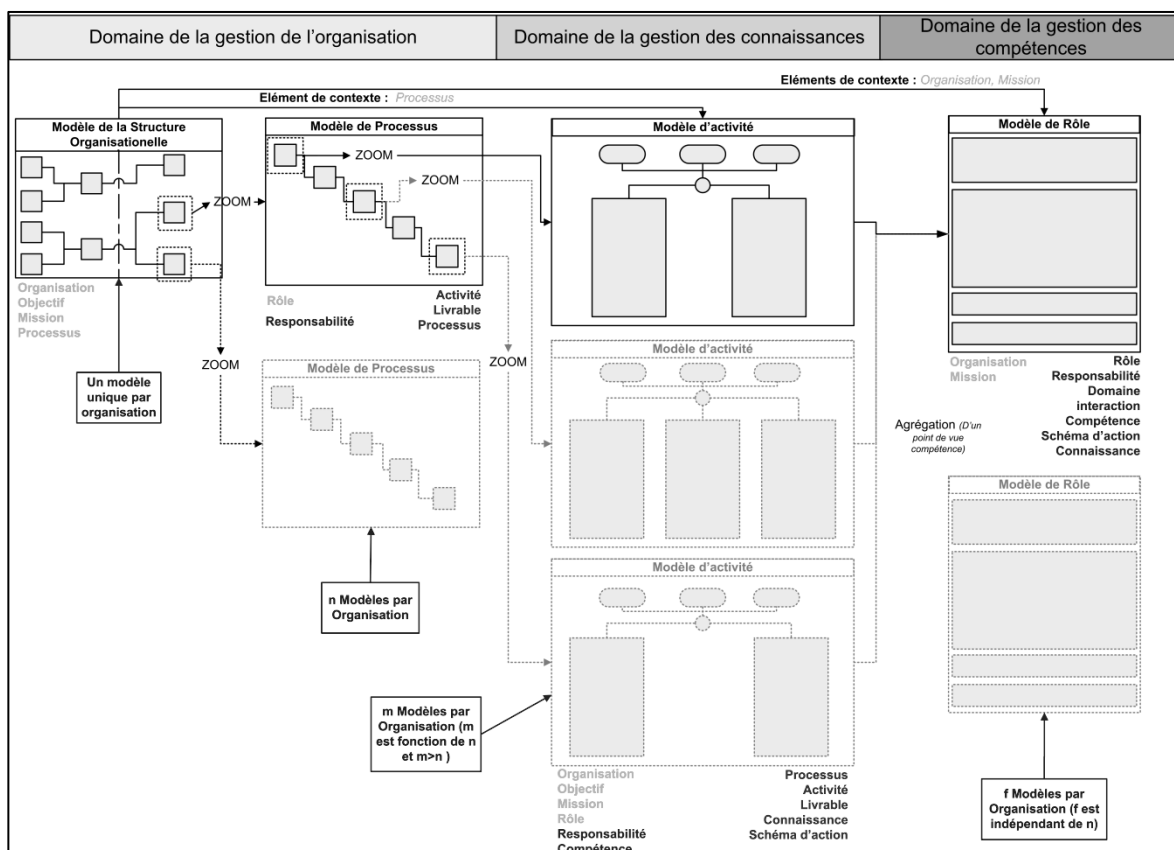 Domaine de la gestion de l'organisation
Domaine de la gestion des connaissances
Domaine de la gestion des
compétences
Eléments de contexte : Organisation, Mission
Elément de contexte : Processus
Modèle de la Structure
Organisationelle
Modèle de Processus
Modèle d'activité
Modèle de Rôle
ZOOM
ZOOM
ZOOM
Organisation
Objectif
Mission
Processus
Rôle
Responsabilité
Activité
Livrable
Processus
ZOOM
ZOOM
Un modèle
unique par
organisation
Modèle de Processus
Modèle d'activité
Organisation
Mission
Rôle
Responsabilité
Domaine
interaction
Compétence
Schéma d'action
Connaissance
Agrégation (D'un
point de vue
compétence)
Modèle de Rôle
n Modèles par
Organisation
Modèle d'activité
m Modèles par
Organisation (m
est fonction de n
et m>n )
Organisation
Objectif
Mission
Rôle
Responsabilité
Compétence
Processus
Activité
Livrable
Connaissance
Schéma d'action
f Modèles par
Organisation (f est
indépendant de n)